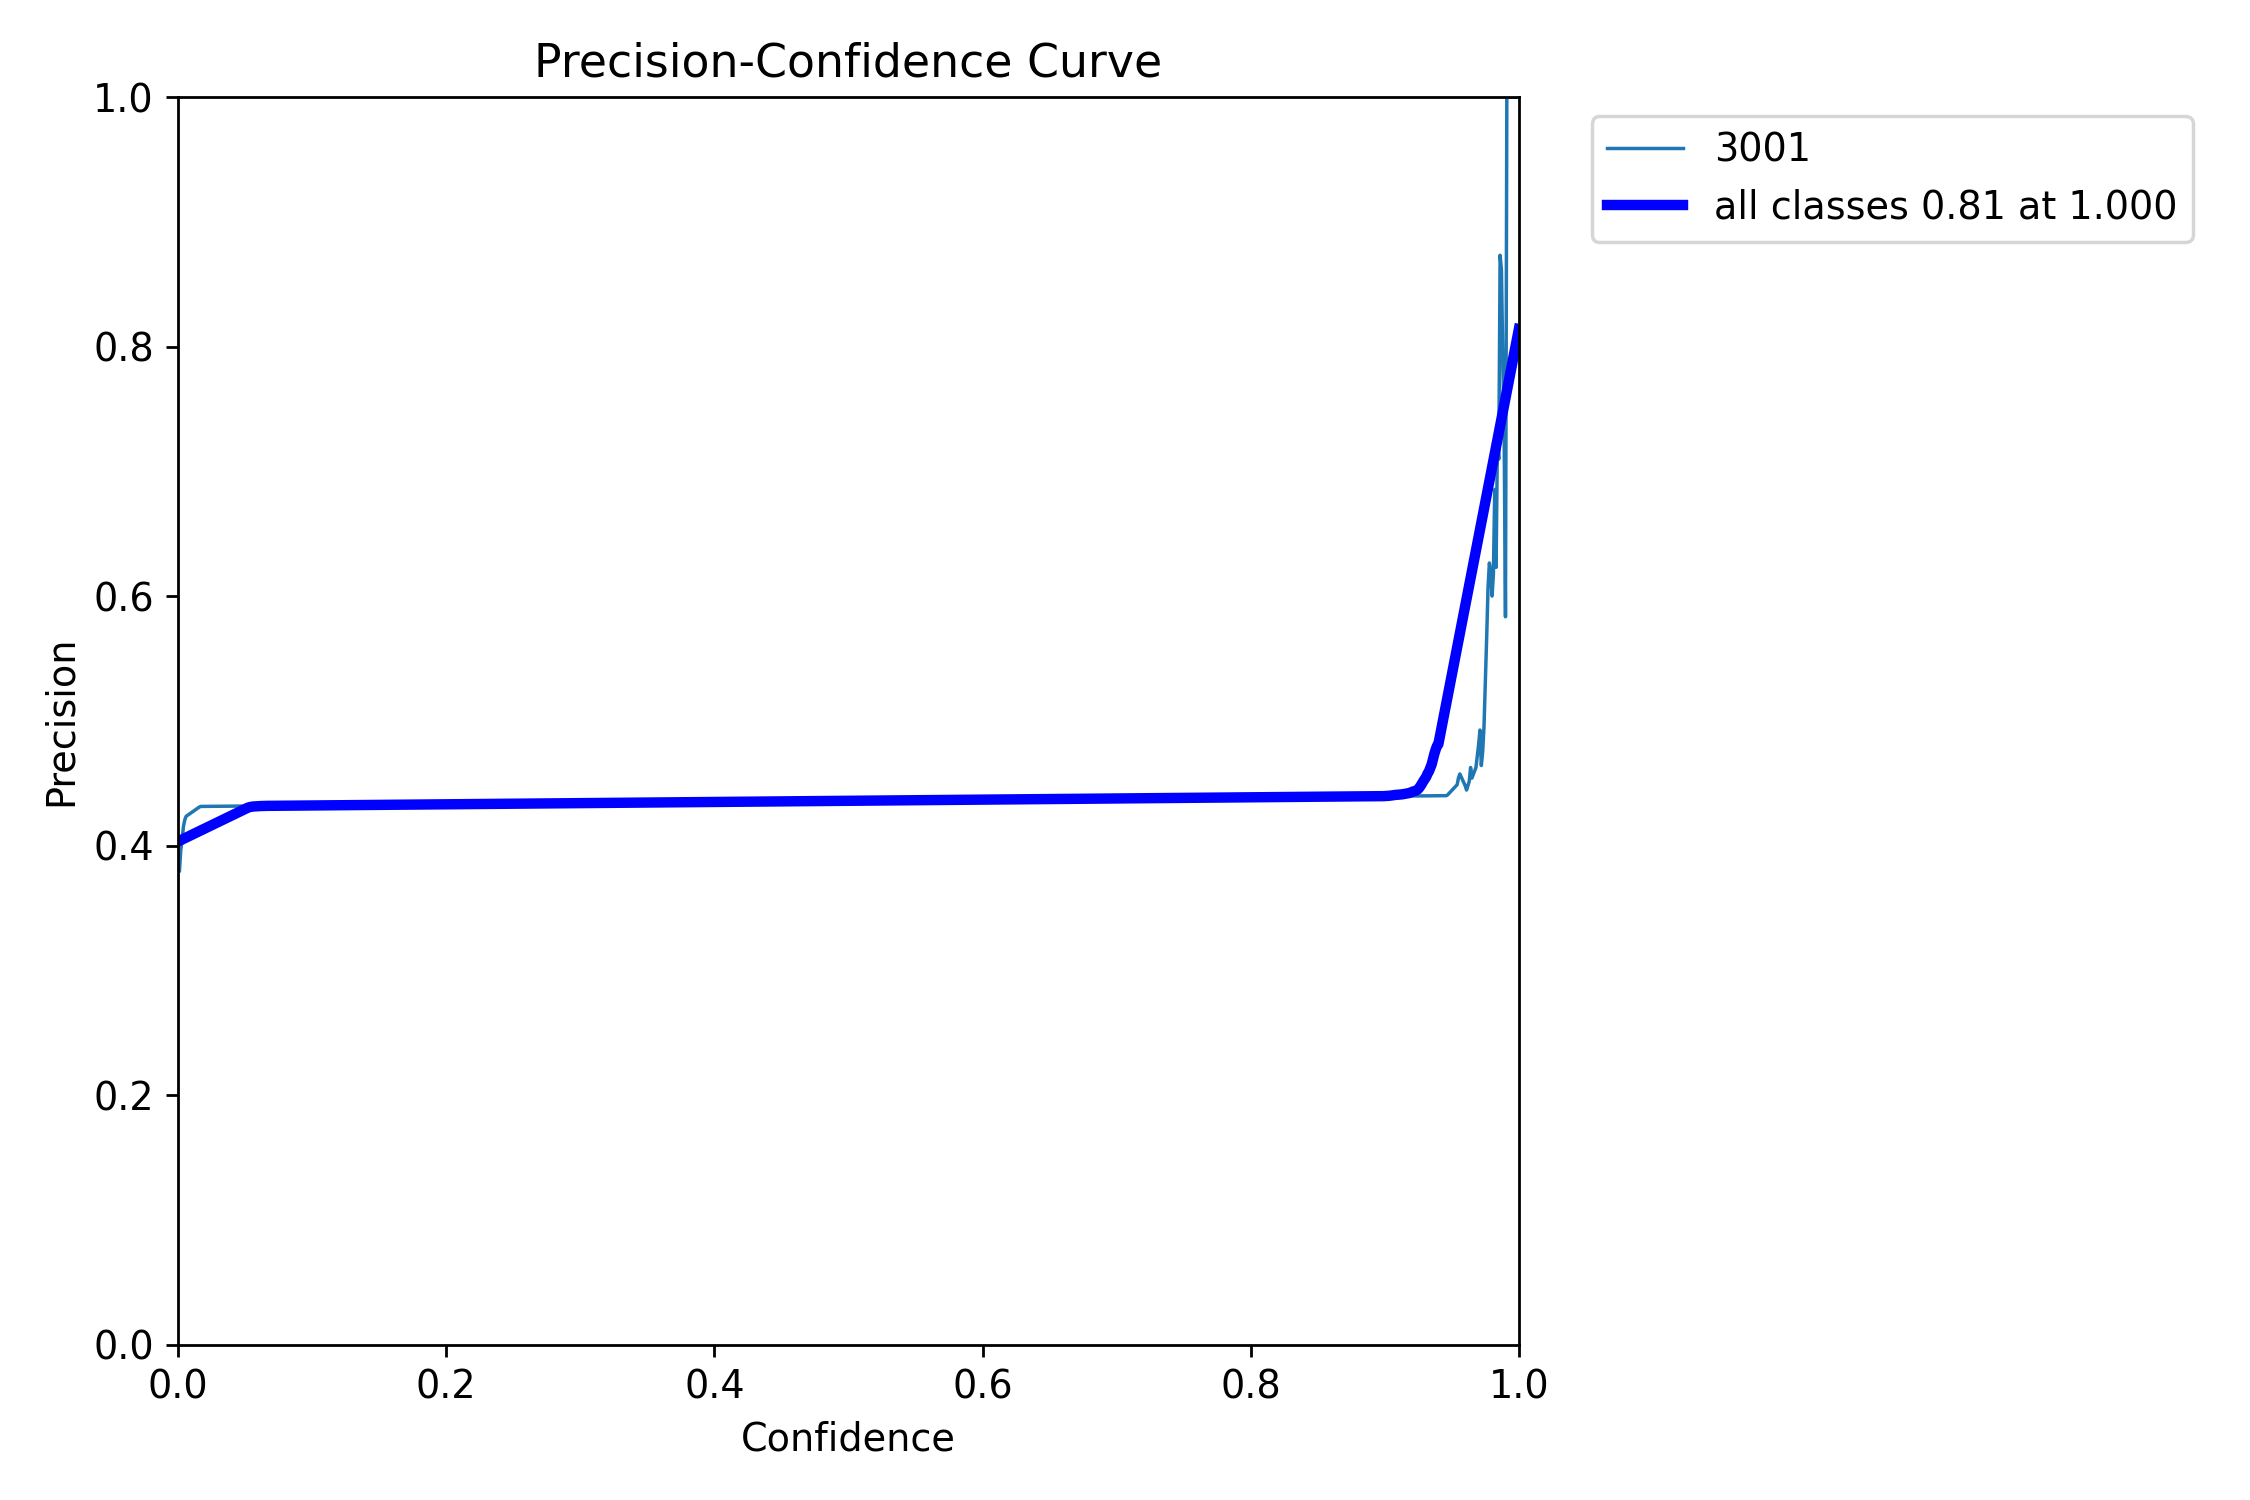 Precision-Confidence Curve
3001
all classes 0.81 at 1.000
Precision
1.0
0.8
0.6
0.4
0.2
0.0
0.0 0.2 0.4 0.6 0.8 1.0
Confidence